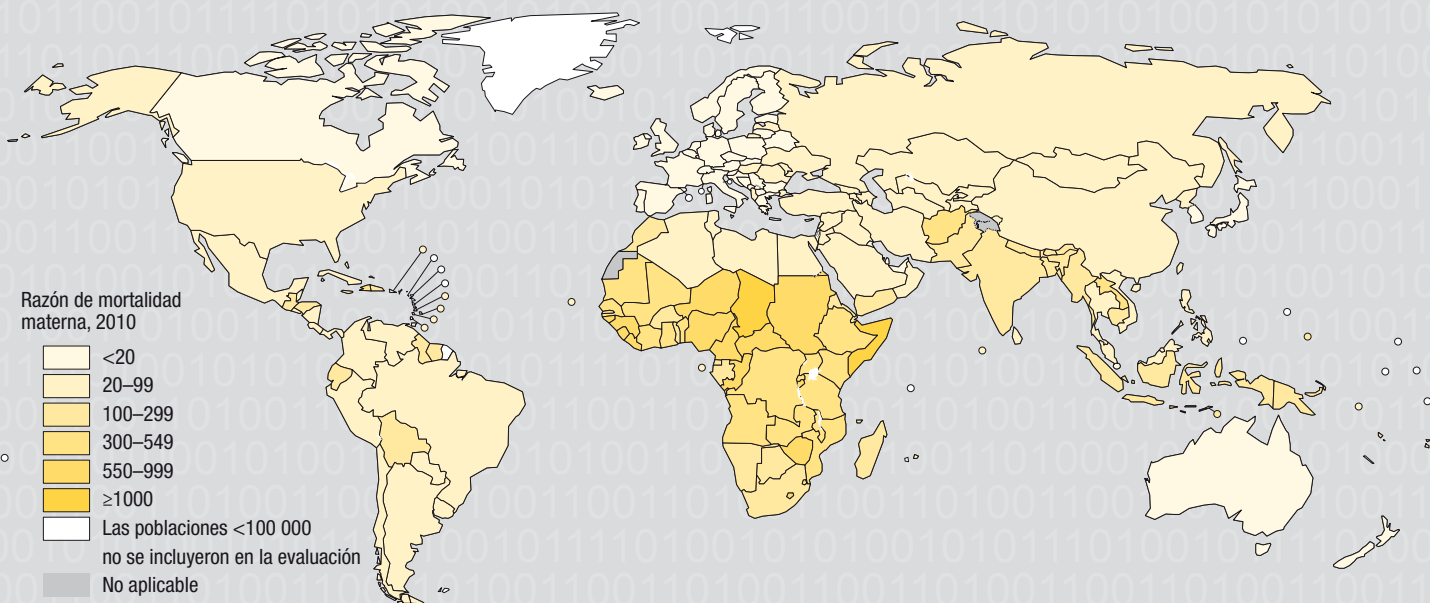 Razón de mortalidad
materna, 2010
<20
20–99
100–299
300–549
550–999
≥1000
Las poblaciones <100 000
no se incluyeron en la evaluación
No aplicable